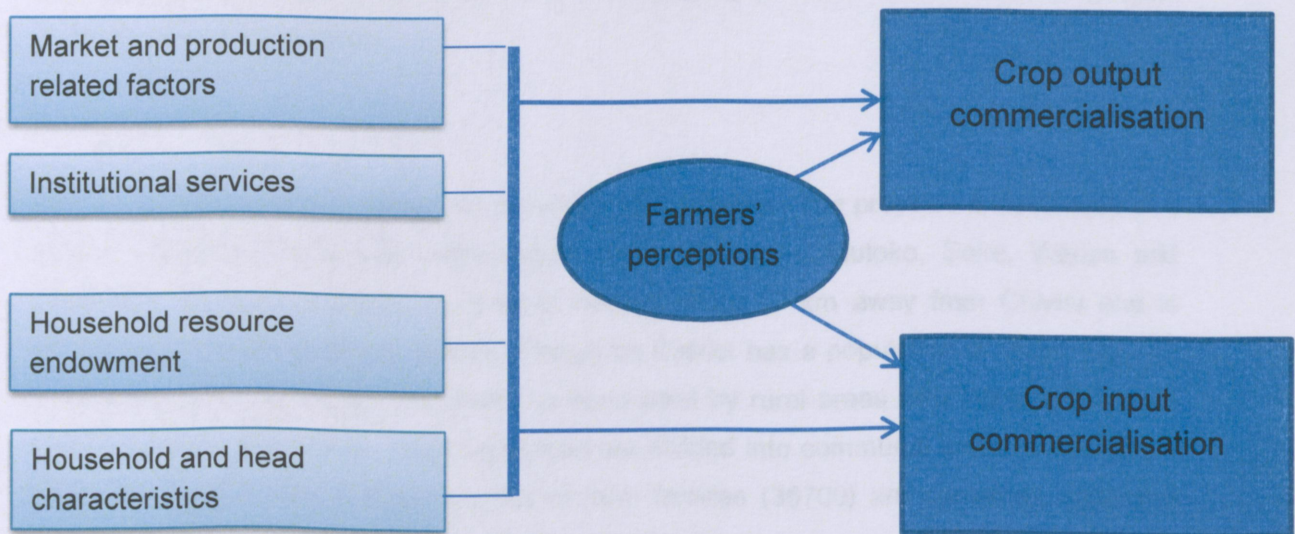 Market and production
related factors
Institutional services
Household resource
endowment
Household and head
characteristics
Farmers'
perceptions
Crop output
commercialisation
Crop input
commercialisation